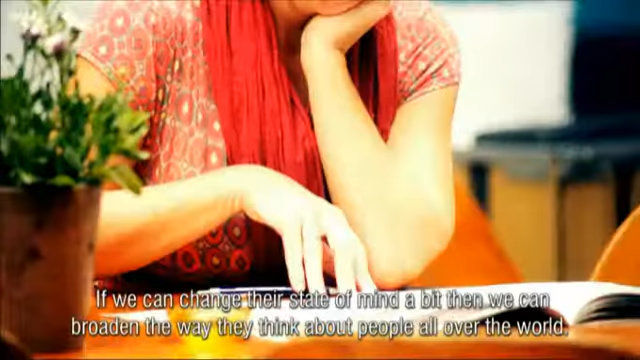 If we can change their state of mind a bit then we can
broaden the way they think about people all over the world.